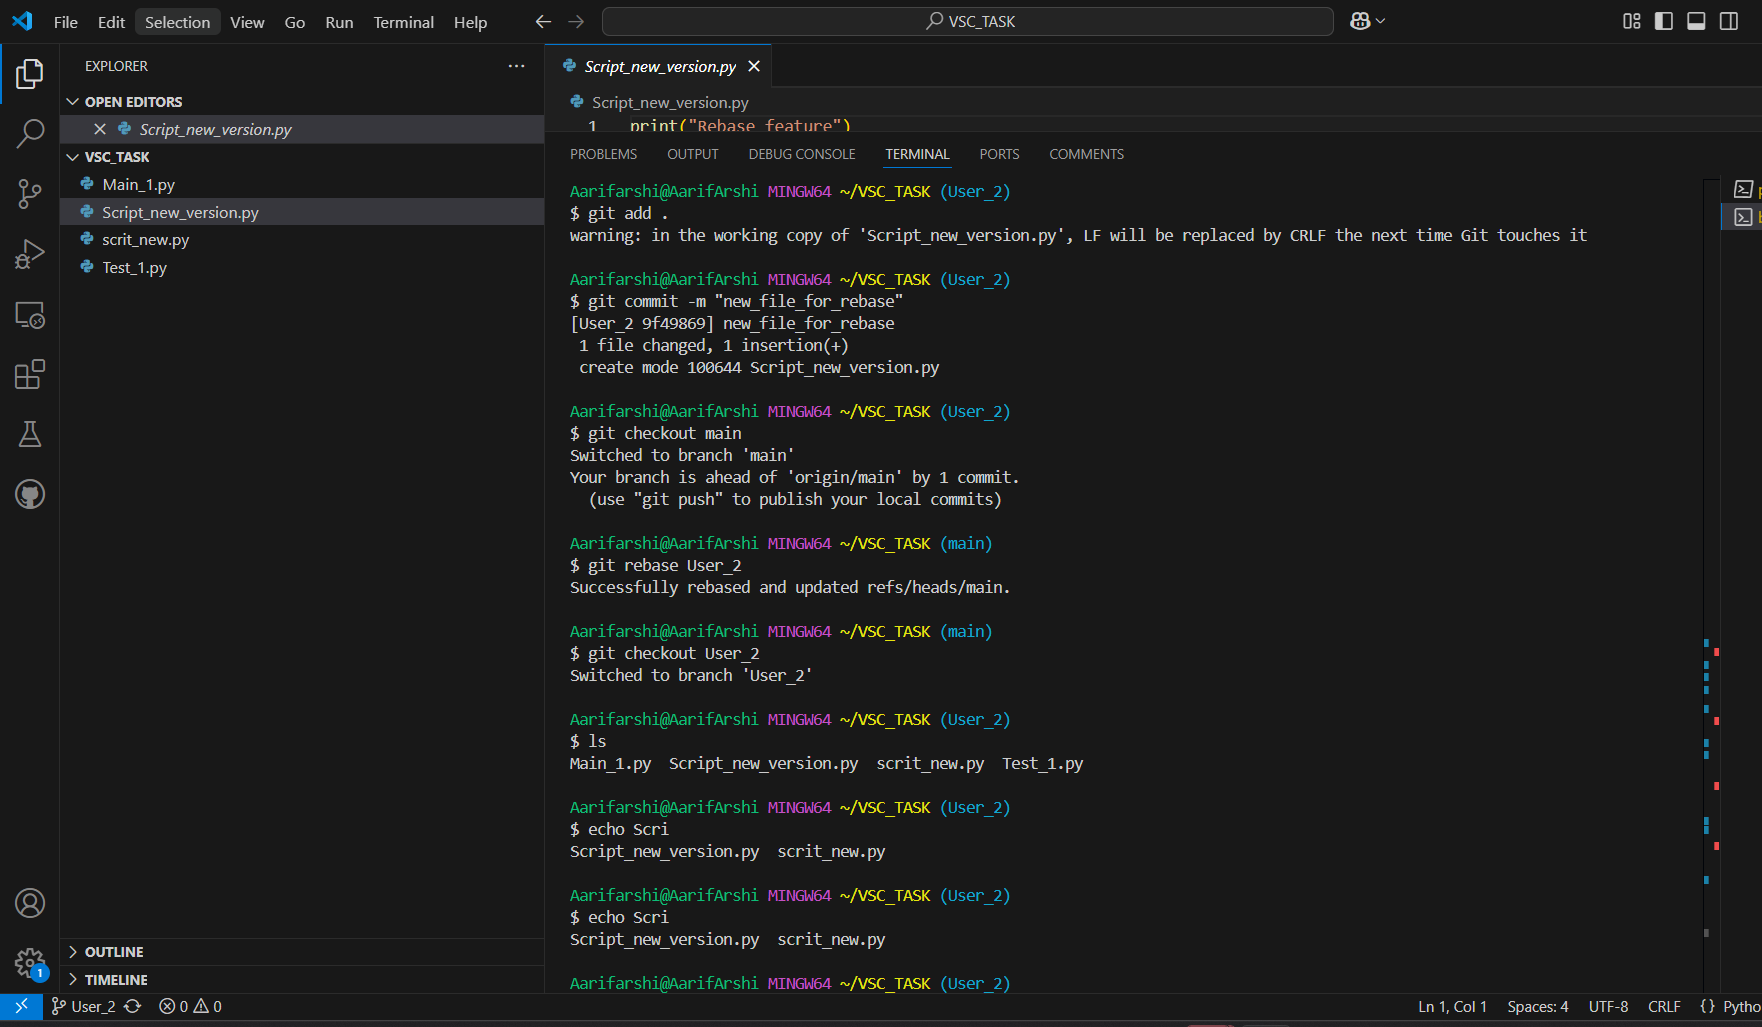 File Edit Selection View Go Run Terminal Help
VSC_TASK
EXPLORER
OPEN EDITORS
Script_new_version.py
VSC_TASK
Main_1.py
Script_new_version.py
scrit_new.py
Test_1.py
OUTLINE
TIMELINE
Script_new_version.py
Script_new_version.py
1 print("Rebase feature")
PROBLEMS OUTPUT DEBUG CONSOLE TERMINAL PORTS COMMENTS
Aarifarshi@AarifArshi MINGW64 ~/VSC_TASK (User_2)
$ git add .
warning: in the working copy of 'Script_new_version.py', LF will be replaced by CRLF the next time Git touches it
Aarifarshi@AarifArshi MINGW64 ~/VSC_TASK (User_2)
$ git commit -m "new_file_for_rebase"
[User_2 9f49869] new_file_for_rebase
1 file changed, 1 insertion(+)
create mode 100644 Script_new_version.py
Aarifarshi@AarifArshi MINGW64 ~/VSC_TASK (User_2)
$ git checkout main
Switched to branch 'main'
Your branch is ahead of 'origin/main' by 1 commit.
(use "git push" to publish your local commits)
Aarifarshi@AarifArshi MINGW64 ~/VSC_TASK (main)
$ git rebase User_2
Successfully rebased and updated refs/heads/main.
Aarifarshi@AarifArshi MINGW64 ~/VSC_TASK (main)
$ git checkout User_2
Switched to branch 'User_2'
Aarifarshi@AarifArshi MINGW64 ~/VSC_TASK (User_2)
$ ls
Main_1.py Script_new_version.py scrit_new.py Test_1.py
Aarifarshi@AarifArshi MINGW64 ~/VSC_TASK (User_2)
$ echo Scri
Script_new_version.py scrit_new.py
Aarifarshi@AarifArshi MINGW64 ~/VSC_TASK (User_2)
$ echo Scri
Script_new_version.py scrit_new.py
Aarifarshi@AarifArshi MINGW64 ~/VSC_TASK (User_2)
1
User_2 0 0 Ln 1, Col 1 Spaces: 4 UTF-8 CRLF {} Pytho